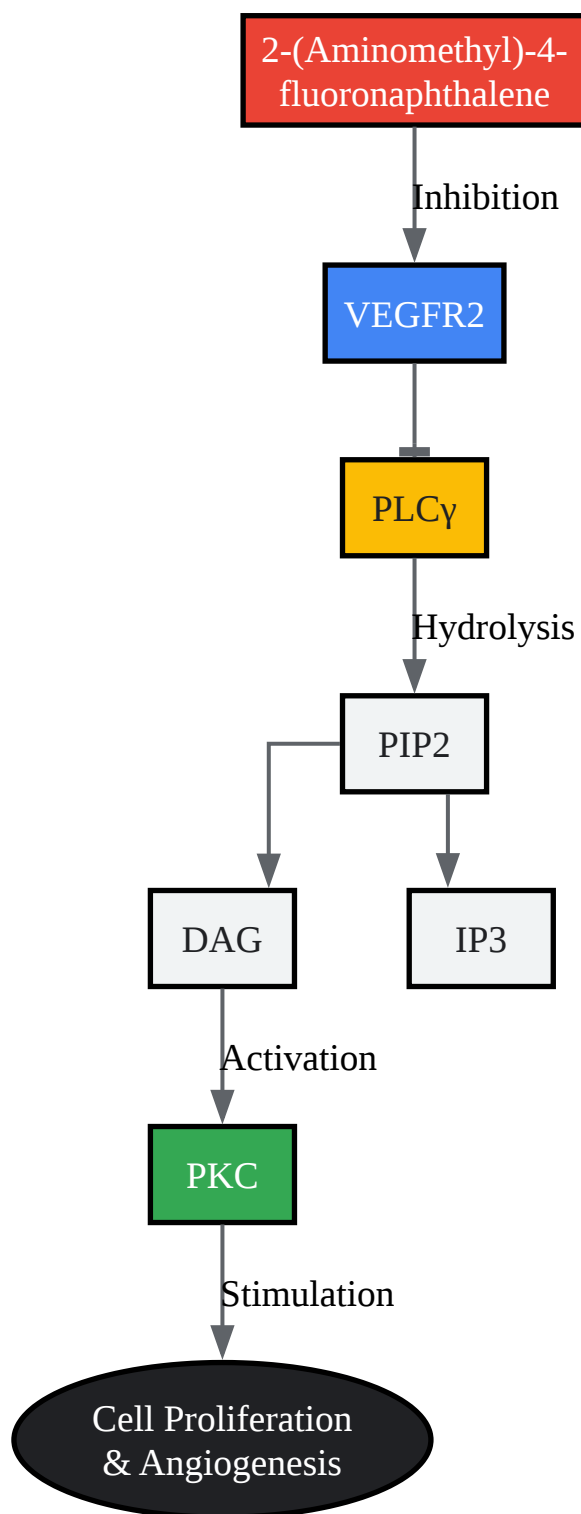 2-(Aminomethyl)-4-
fluoronaphthalene
Inhibition
VEGFR2
PLCγ
Hydrolysis
PIP2
DAG
IP3
Activation
PKC
Stimulation
Cell Proliferation
& Angiogenesis